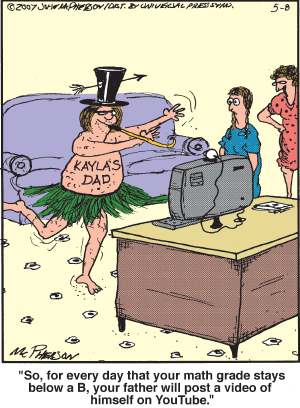 ©2007 JOHN McPHERSON/DIST. BY UNIVERSAL PRESS SYND.
5-8
KAYLA'S
DAD
McPHERSON
"So, for every day that your math grade stays
below a B, your father will post a video of
himself on YouTube."